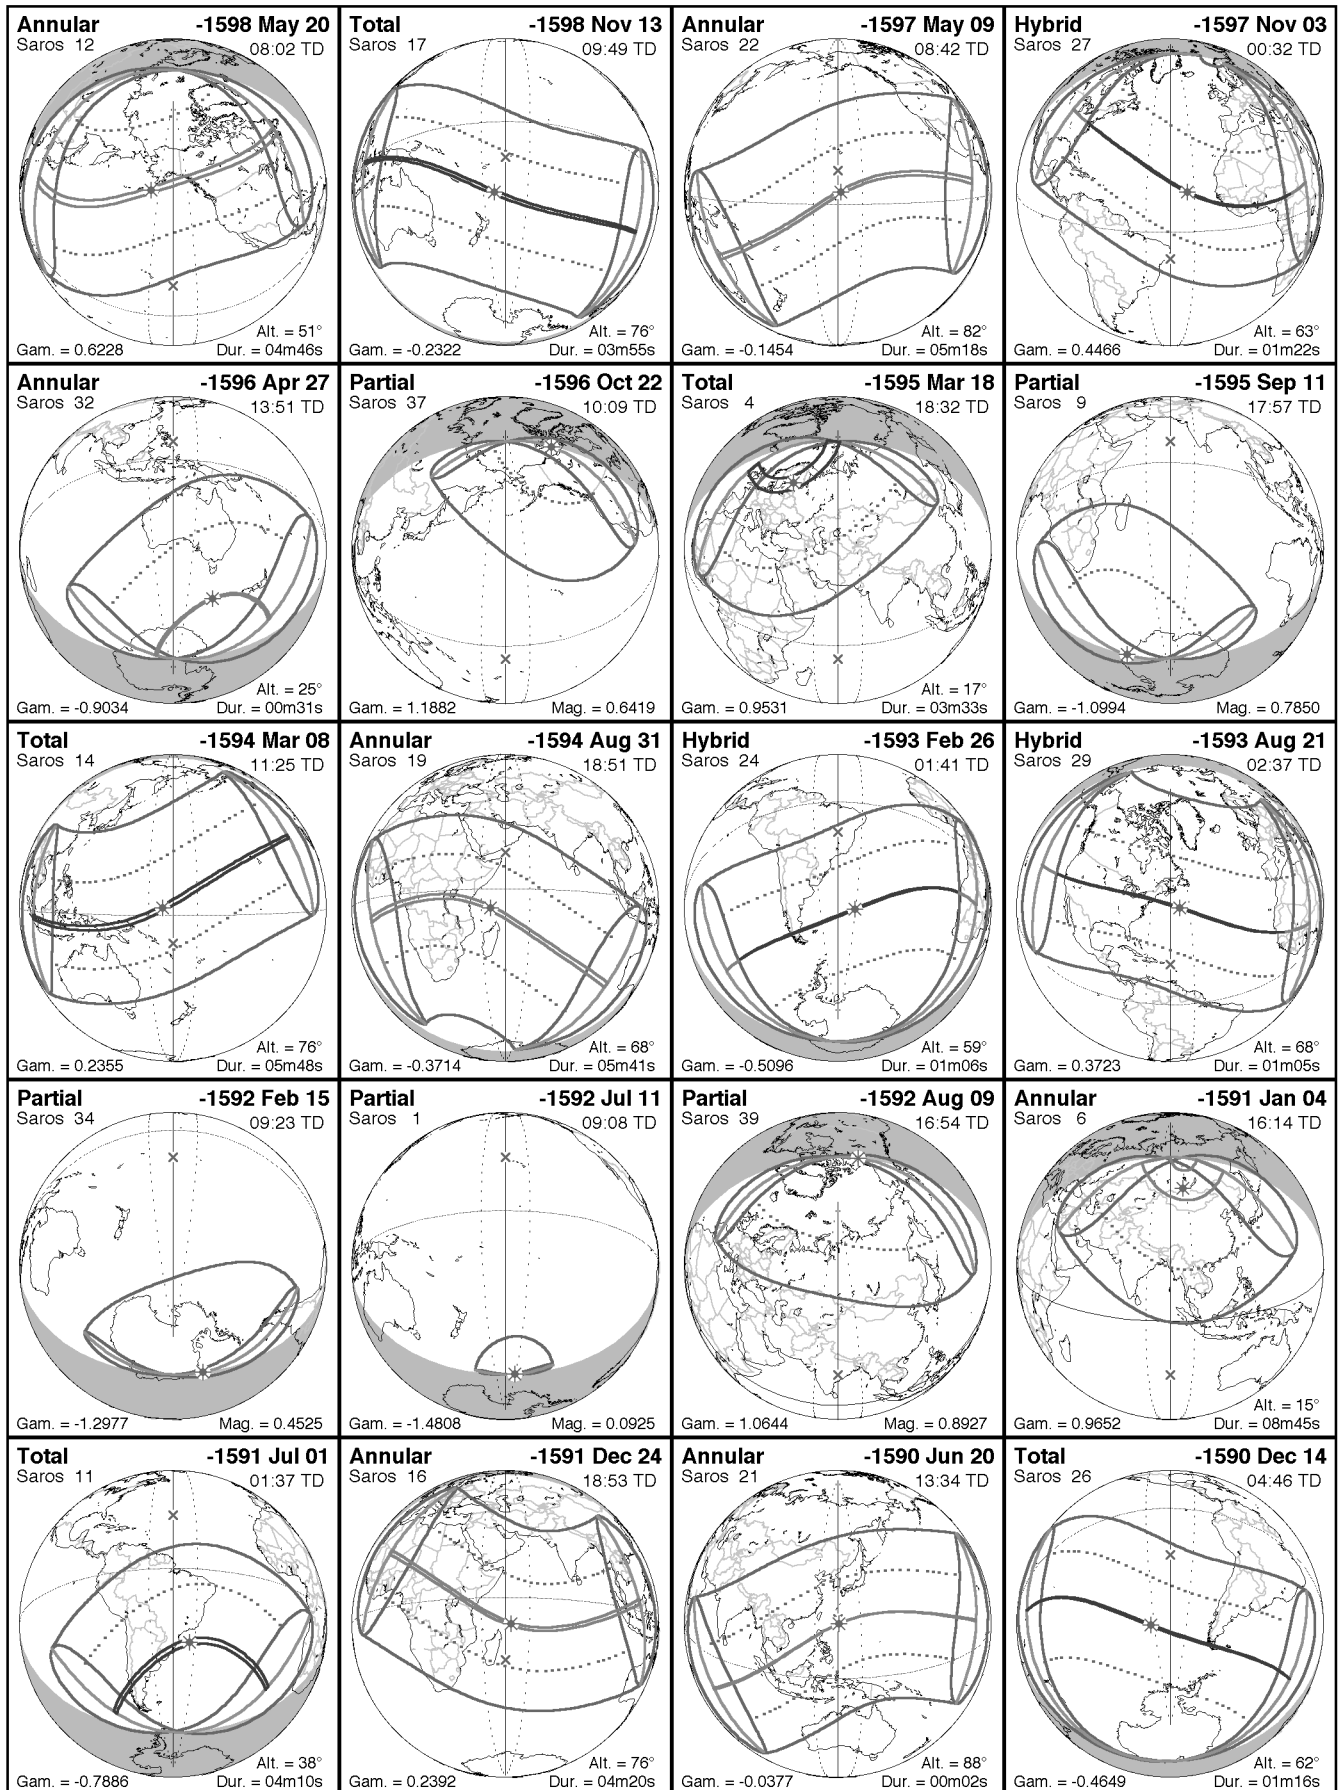 Annular -1598 May 20
Saros 12 08:02 TD
Alt. = 51°
Gam. = 0.6228 Dur. = 04m46s
Total -1598 Nov 13
Saros 17 09:49 TD
Alt. = 76°
Gam. = -0.2322 Dur. = 03m55s
Annular -1597 May 09
Saros 22 08:42 TD
Alt. = 82°
Gam. = -0.1454 Dur. = 05m18s
Hybrid -1597 Nov 03
Saros 27 00:32 TD
Alt. = 63°
Gam. = 0.4466 Dur. = 01m22s
Annular -1596 Apr 27
Saros 32 13:51 TD
Alt. = 25°
Gam. = -0.9034 Dur. = 00m31s
Partial -1596 Oct 22
Saros 37 10:09 TD
Gam. = 1.1882 Mag. = 0.6419
Total -1595 Mar 18
Saros 4 18:32 TD
Alt. = 17°
Gam. = 0.9531 Dur. = 03m33s
Partial -1595 Sep 11
Saros 9 17:57 TD
Gam. = -1.0994 Mag. = 0.7850
Total -1594 Mar 08
Saros 14 11:25 TD
Alt. = 76°
Gam. = 0.2355 Dur. = 05m48s
Annular -1594 Aug 31
Saros 19 18:51 TD
Alt. = 68°
Gam. = -0.3714 Dur. = 05m41s
Hybrid -1593 Feb 26
Saros 24 01:41 TD
Alt. = 59°
Gam. = -0.5096 Dur. = 01m06s
Hybrid -1593 Aug 21
Saros 29 02:37 TD
Alt. = 68°
Gam. = 0.3723 Dur. = 01m05s
Partial -1592 Feb 15
Saros 34 09:23 TD
Gam. = -1.2977 Mag. = 0.4525
Partial -1592 Jul 11
Saros 1 09:08 TD
Gam. = -1.4808 Mag. = 0.0925
Partial -1592 Aug 09
Saros 39 16:54 TD
Gam. = 1.0644 Mag. = 0.8927
Annular -1591 Jan 04
Saros 6 16:14 TD
Alt. = 15°
Gam. = 0.9652 Dur. = 08m45s
Total -1591 Jul 01
Saros 11 01:37 TD
Alt. = 38°
Gam. = -0.7886 Dur. = 04m10s
Annular -1591 Dec 24
Saros 16 18:53 TD
Alt. = 76°
Gam. = 0.2392 Dur. = 04m20s
Annular -1590 Jun 20
Saros 21 13:34 TD
Alt. = 88°
Gam. = -0.0377 Dur. = 00m02s
Total -1590 Dec 14
Saros 26 04:46 TD
Alt. = 62°
Gam. = -0.4649 Dur. = 01m16s